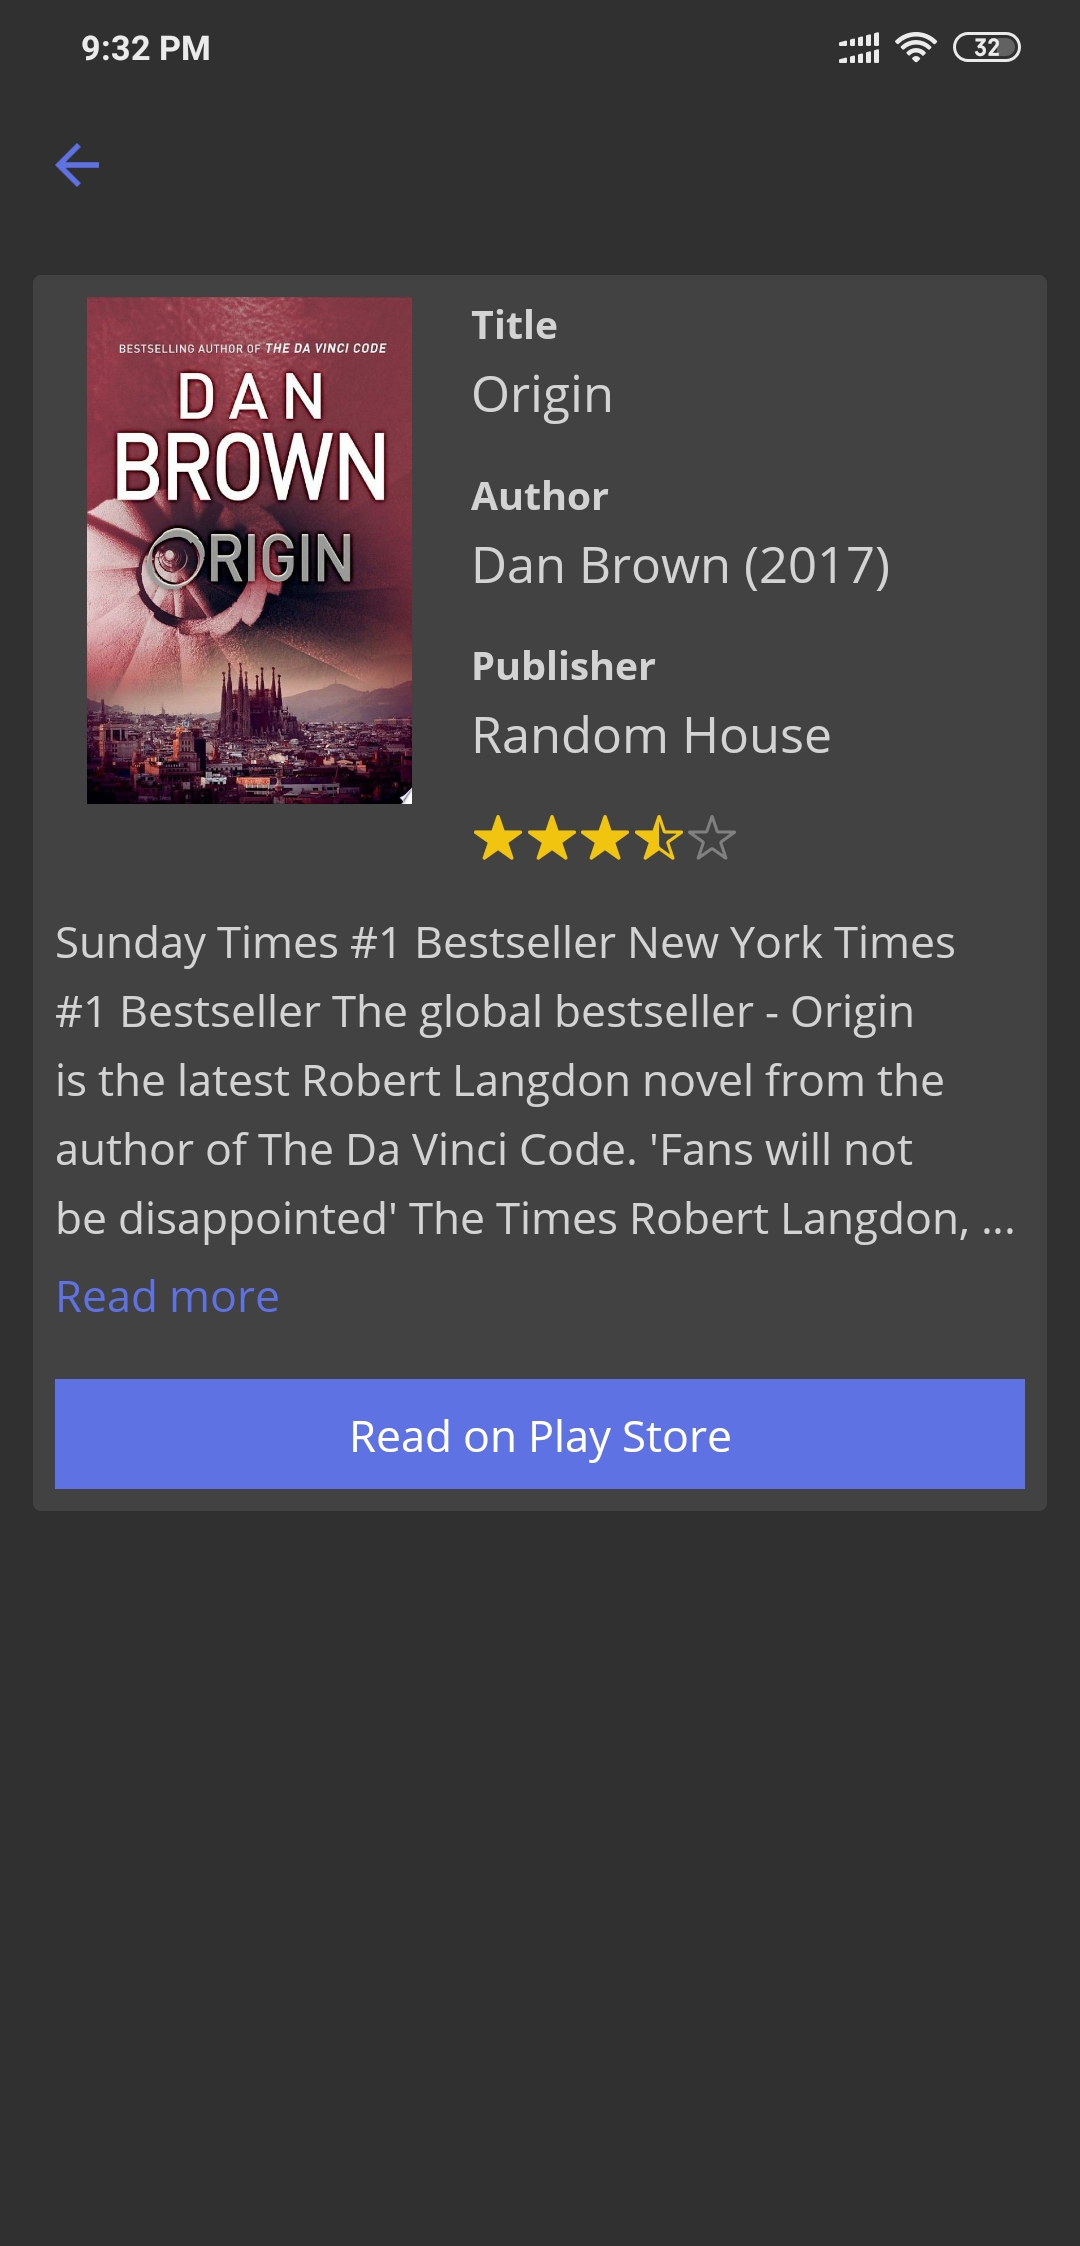 9:32 PM
32
BESTSELLING AUTHOR OF THE DA VINCI CODE
DAN
BROWN
ORIGIN
Title
Origin
Author
Dan Brown (2017)
Publisher
Random House
Sunday Times #1 Bestseller New York Times
#1 Bestseller The global bestseller - Origin
is the latest Robert Langdon novel from the
author of The Da Vinci Code. 'Fans will not
be disappointed' The Times Robert Langdon, ...
Read more
Read on Play Store